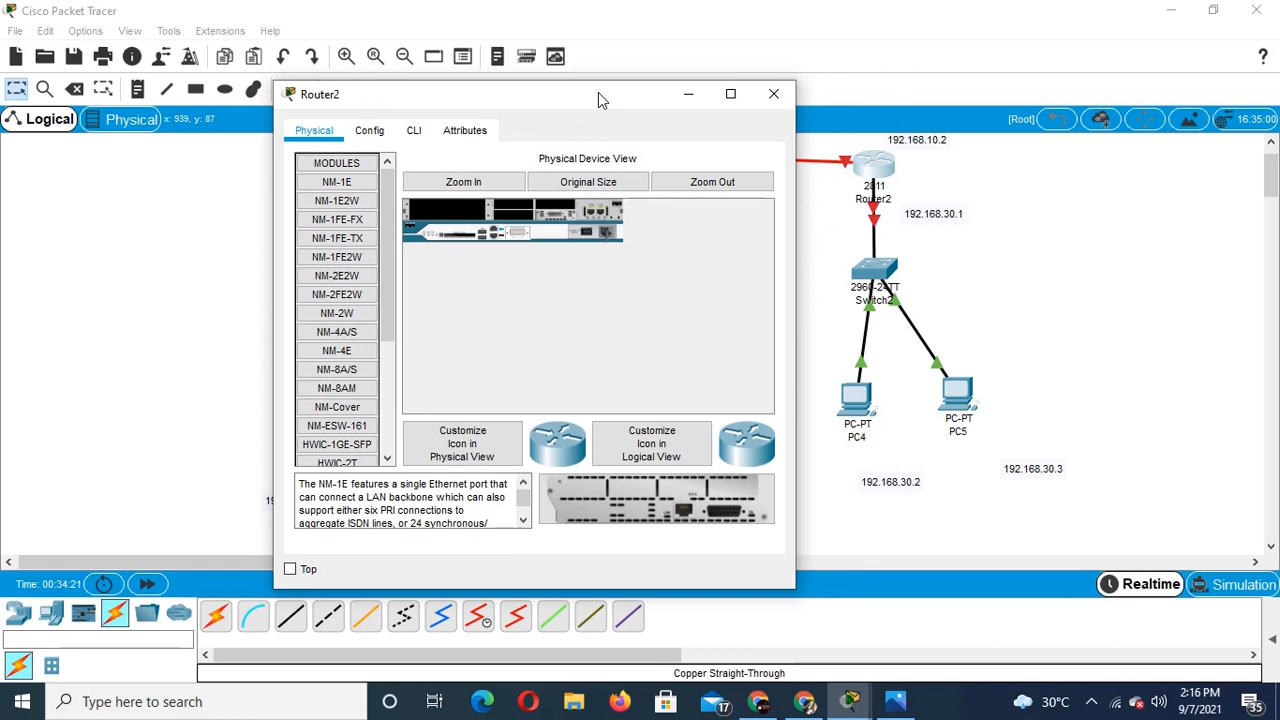 Cisco Packet Tracer
File Edit Options View Tools Extensions Help
?
Logical
Physical
x: 939, y: 87
[Root]
16:35:00
Router2
Physical
Config
CLI
Attributes
MODULES
NM-1E
NM-1E2W
NM-1FE-FX
NM-1FE-TX
NM-1FE2W
NM-2E2W
NM-2FE2W
NM-2W
NM-4A/S
NM-4E
NM-8A/S
NM-8AM
NM-Cover
NM-ESW-161
HWIC-1GE-SFP
HWIC-2T
Physical Device View
Zoom In
Original Size
Zoom Out
Customize
Icon in
Physical View
Customize
Icon in
Logical View
The NM-1E features a single Ethernet port that
can connect a LAN backbone which can also
support either six PRI connections to
aggregate ISDN lines, or 24 synchronous/
Top
192.168.10.2
2811
Router2
192.168.30.1
2960-24TT
Switch2
PC-PT
PC4
PC-PT
PC5
192.168.30.3
192.168.30.2
Time: 00:34:21
Realtime
Simulation
Copper Straight-Through
Type here to search
17
30°C
2:16 PM
9/7/2021
35